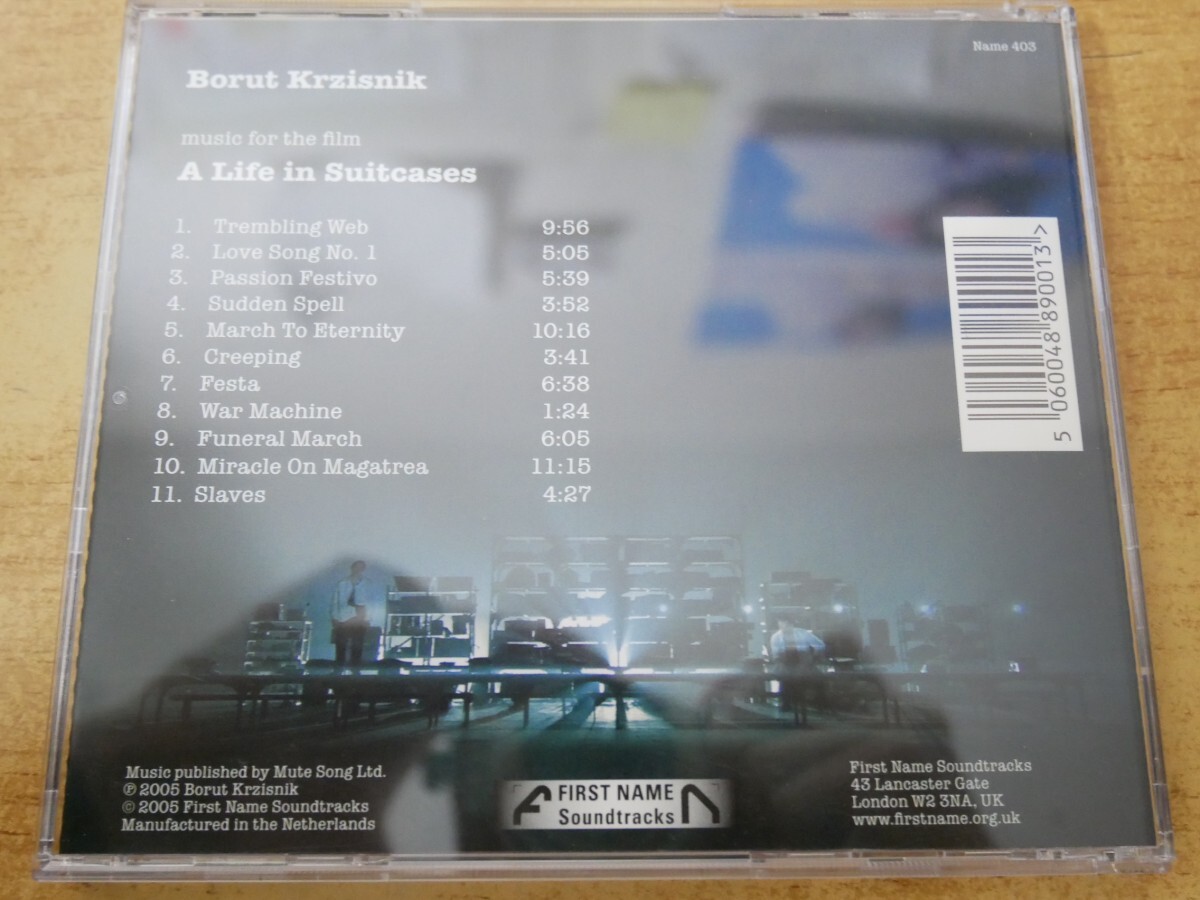 Name 403
Borut Krzisnik
music for the film
A Life in Suitcases
1. Trembling Web 9:56
2. Love Song No. 1 5:05
3. Passion Festivo 5:39
4. Sudden Spell 3:52
5. March To Eternity 10:16
6. Creeping 3:41
7. Festa 6:38
8. War Machine 1:24
9. Funeral March 6:05
10. Miracle On Magatrea 11:15
11. Slaves 4:27
5 060048 890013 >
Music published by Mute Song Ltd.
℗ 2005 Borut Krzisnik
© 2005 First Name Soundtracks
Manufactured in the Netherlands
FIRST NAME
Soundtracks
First Name Soundtracks
43 Lancaster Gate
London W2 3NA, UK
www.firstname.org.uk